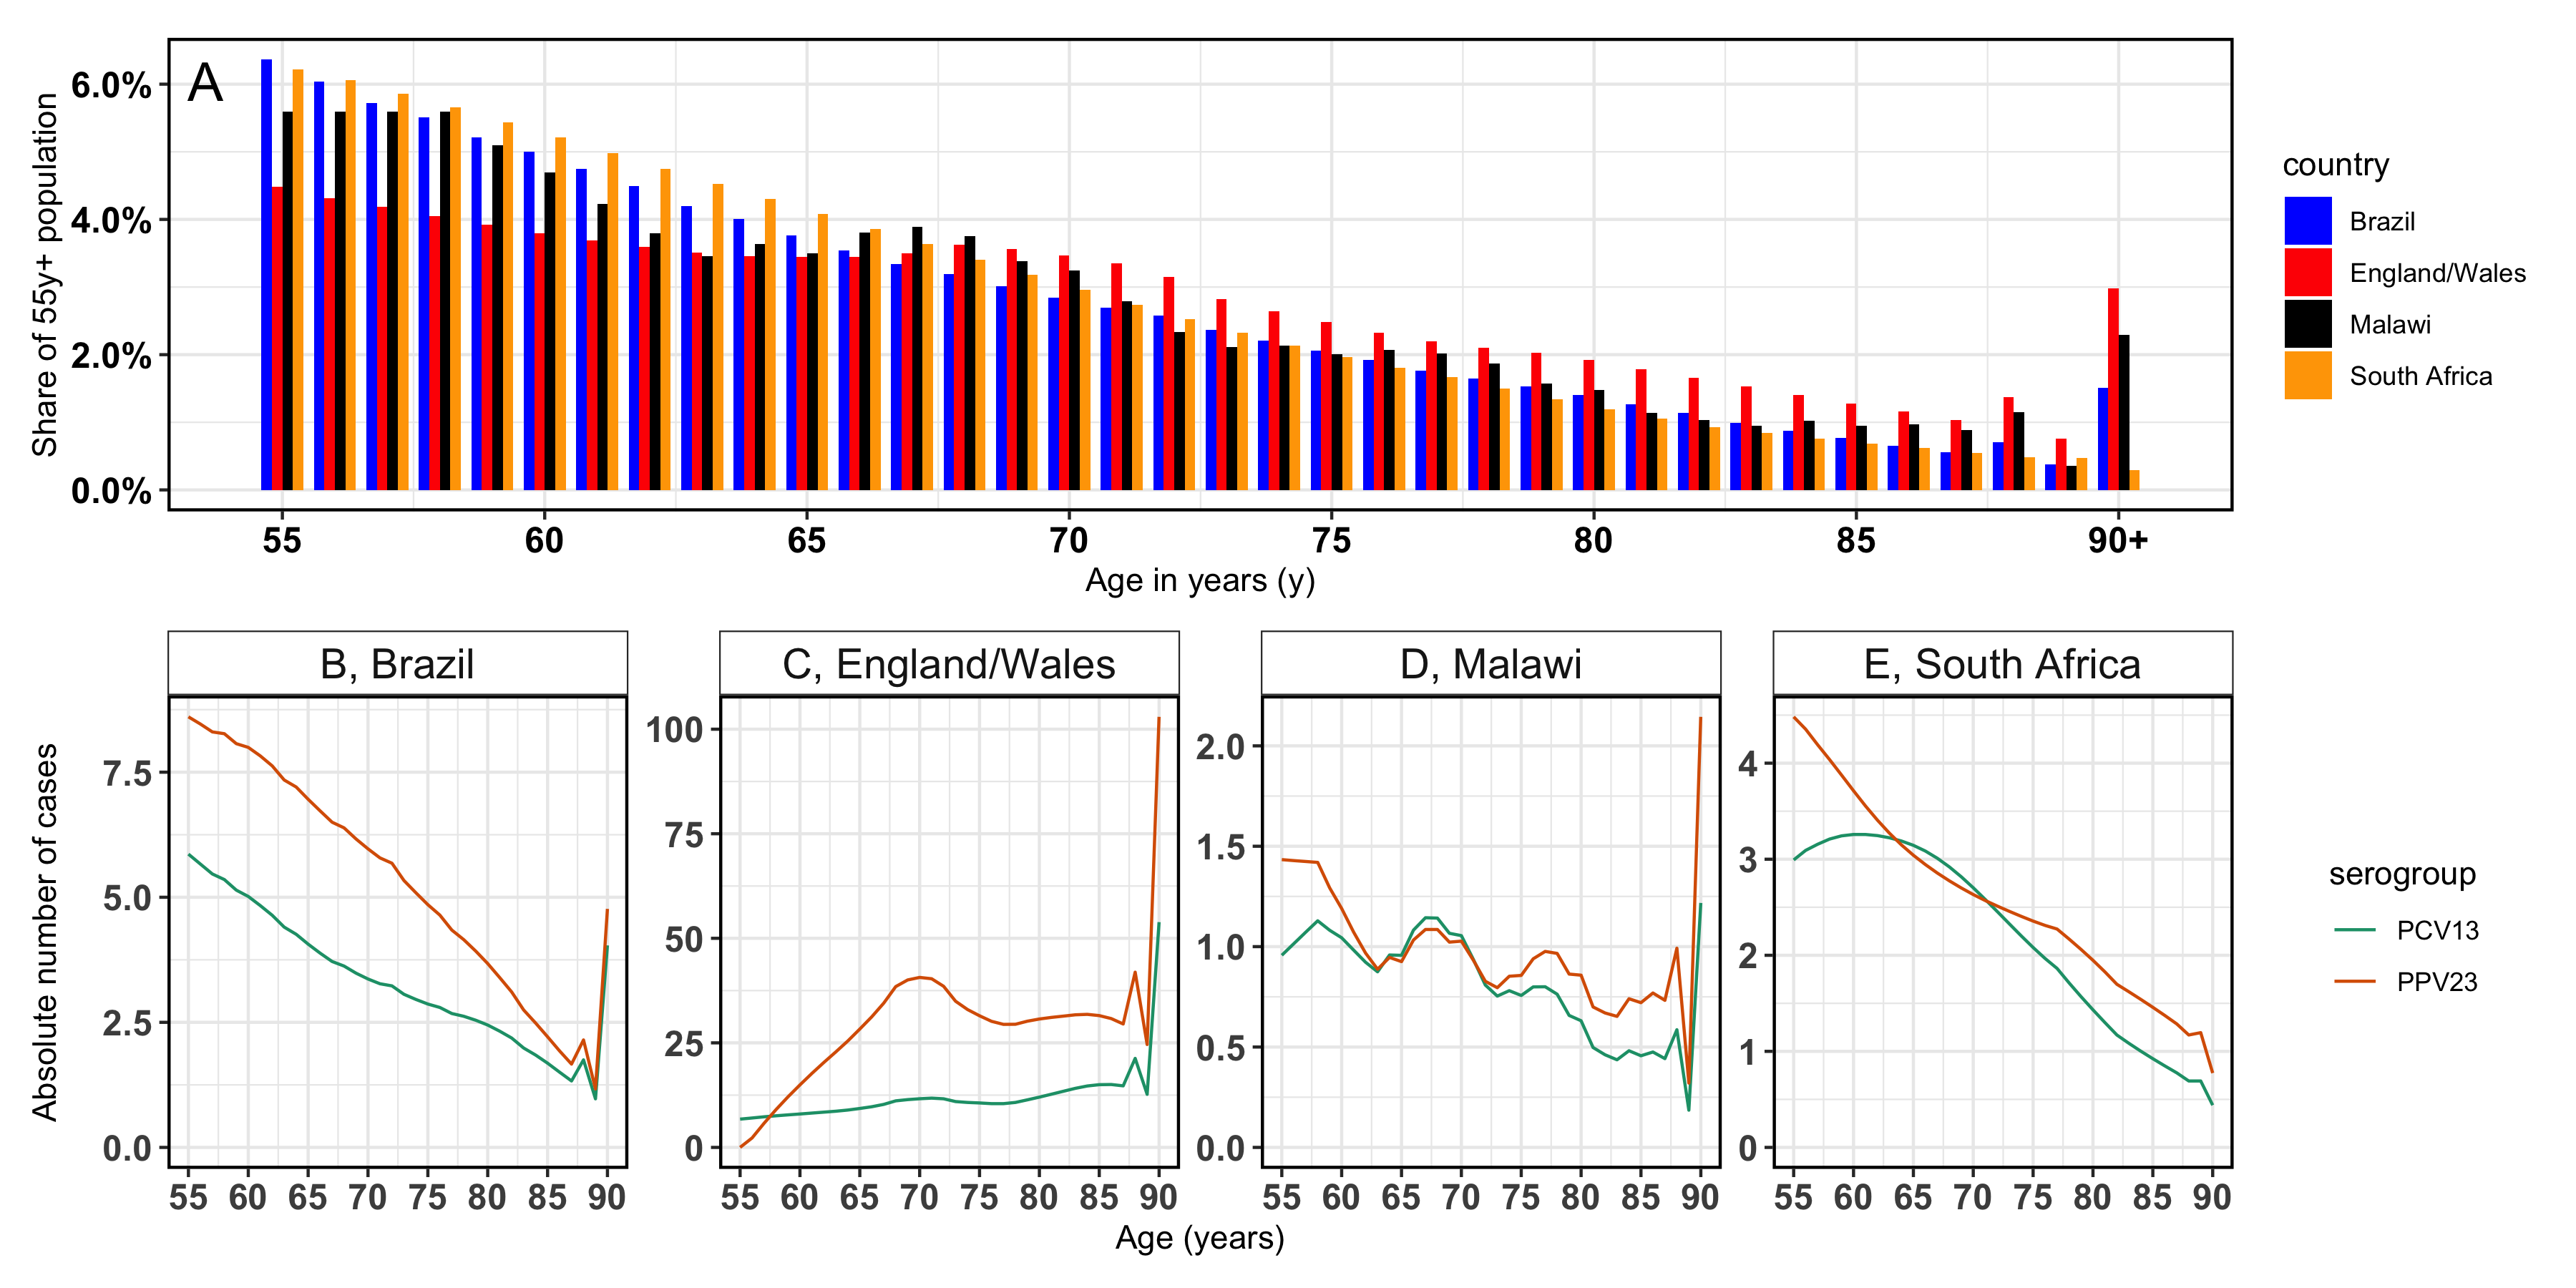 A
Share of 55y+ population
6.0%
4.0%
2.0%
0.0%
55 60 65 70 75 80 85 90+
Age in years (y)
country
Brazil
England/Wales
Malawi
South Africa
B, Brazil
C, England/Wales
D, Malawi
E, South Africa
Absolute number of cases
7.5
5.0
2.5
0.0
55 60 65 70 75 80 85 90
100
75
50
25
0
55 60 65 70 75 80 85 90
2.0
1.5
1.0
0.5
0.0
55 60 65 70 75 80 85 90
4
3
2
1
0
55 60 65 70 75 80 85 90
Age (years)
serogroup
PCV13
PPV23